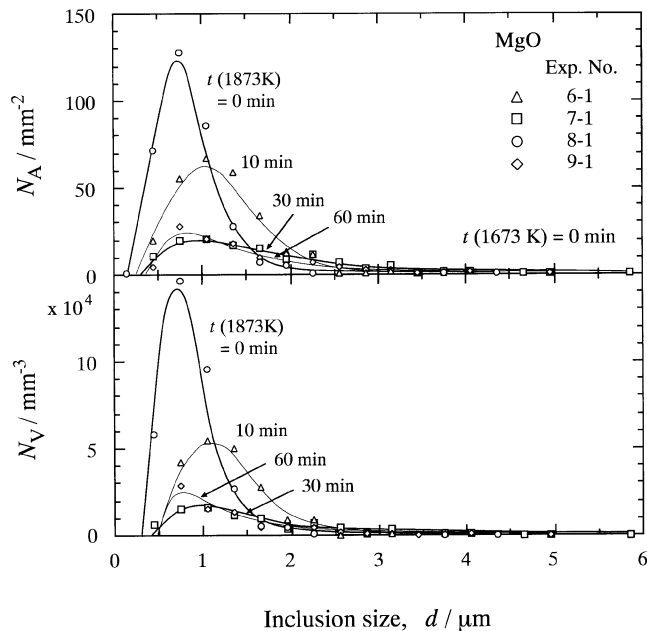 150
100
50
0
N_A / mm⁻²
MgO
Exp. No.
△ 6-1
□ 7-1
○ 8-1
◇ 9-1
t (1873K)
= 0 min
10 min
30 min
60 min
t (1673 K) = 0 min
x 10⁴
10
5
0
N_V / mm⁻³
t (1873K)
= 0 min
10 min
60 min
30 min
0 1 2 3 4 5 6
Inclusion size, d / μm